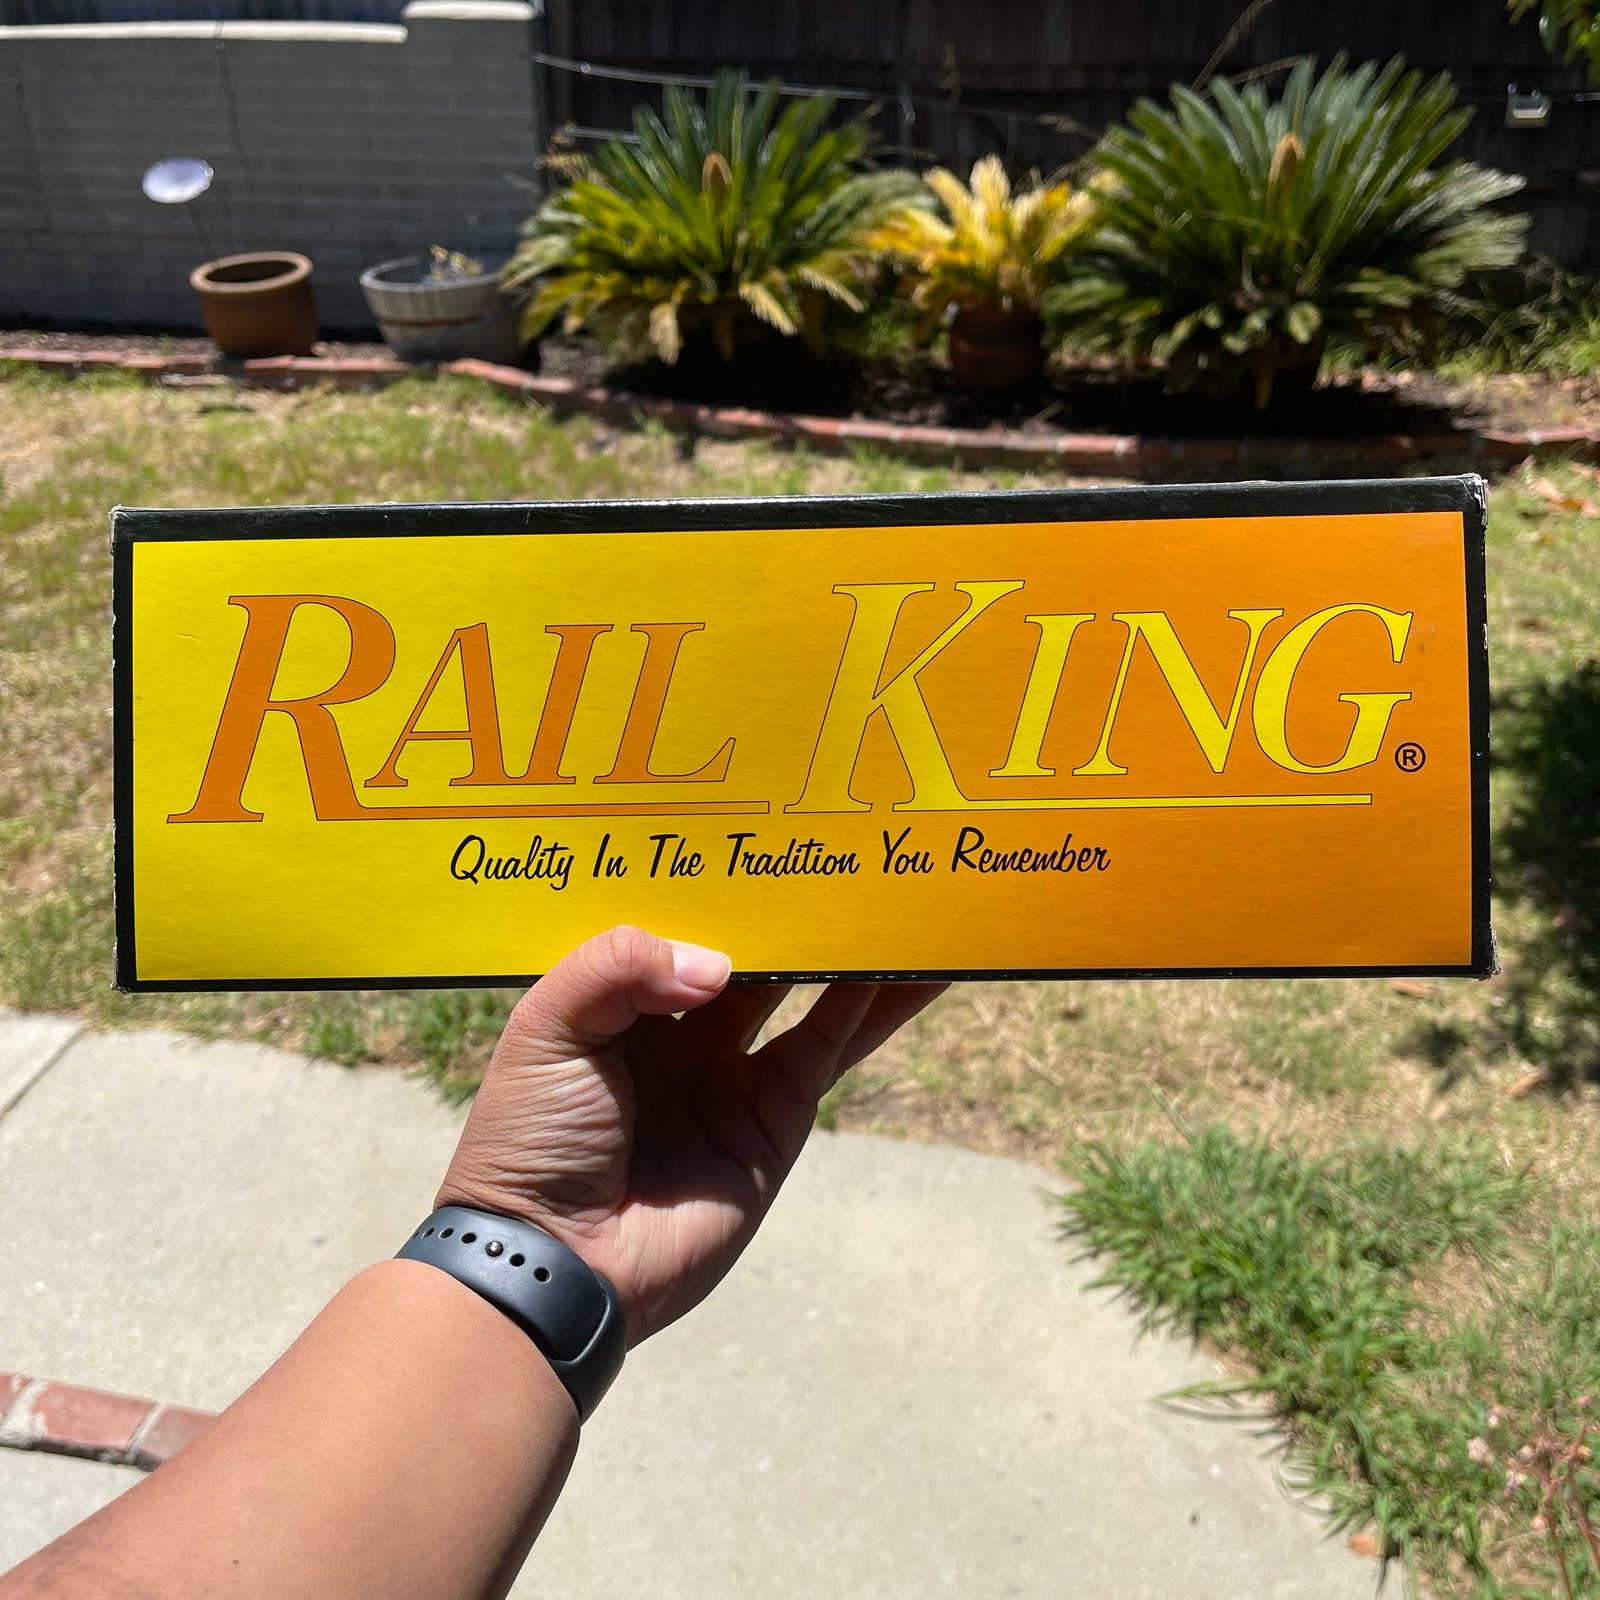 RAIL KING®
Quality In The Tradition You Remember